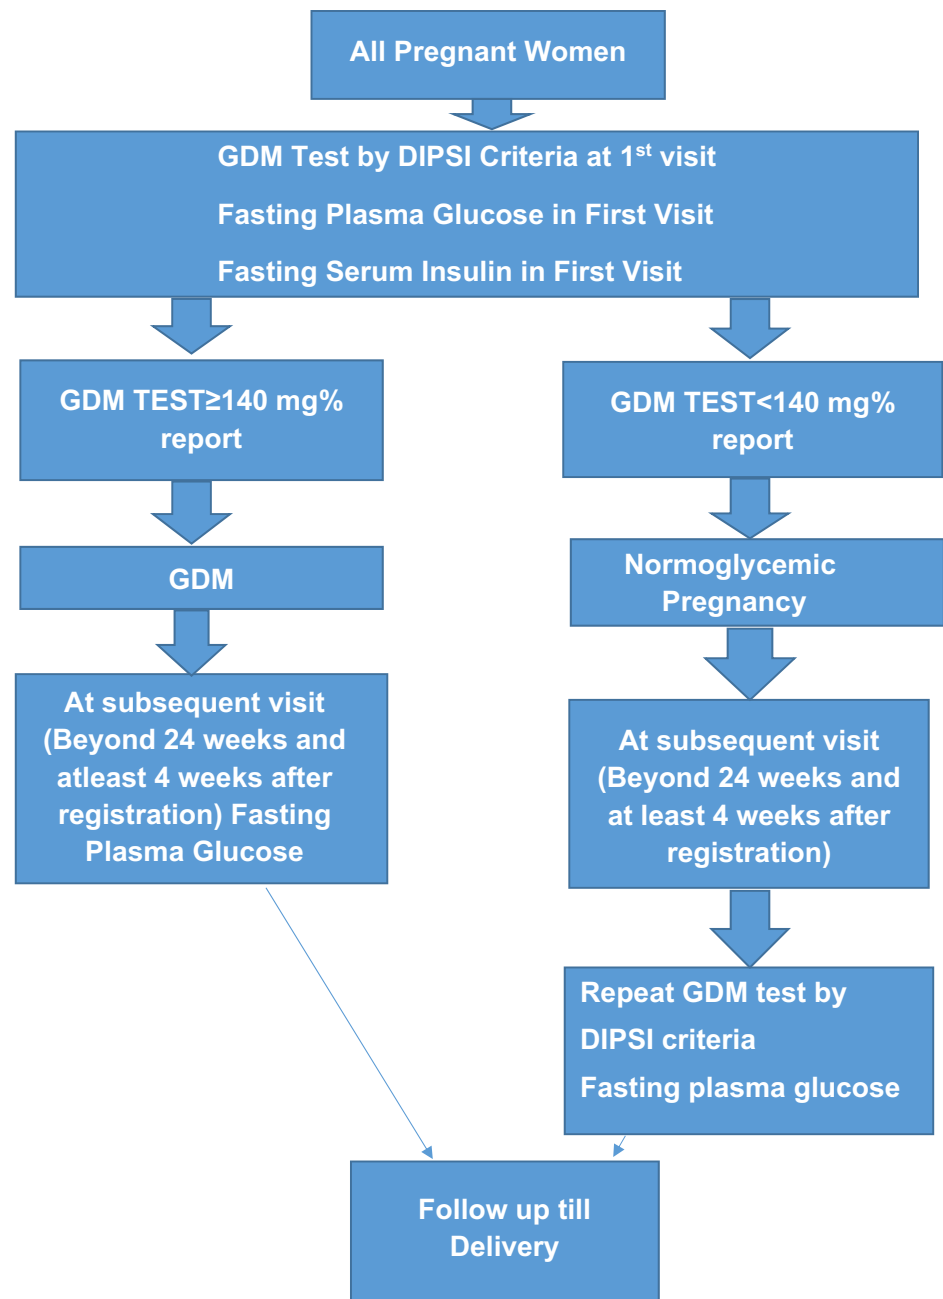 All Pregnant Women
GDM Test by DIPSI Criteria at 1st visit
Fasting Plasma Glucose in First Visit
Fasting Serum Insulin in First Visit
GDM TEST≥140 mg%
report
GDM TEST<140 mg%
report
GDM
Normoglycemic
Pregnancy
At subsequent visit
(Beyond 24 weeks and
atleast 4 weeks after
registration) Fasting
Plasma Glucose
At subsequent visit
(Beyond 24 weeks and
at least 4 weeks after
registration)
Repeat GDM test by
DIPSI criteria
Fasting plasma glucose
Follow up till
Delivery